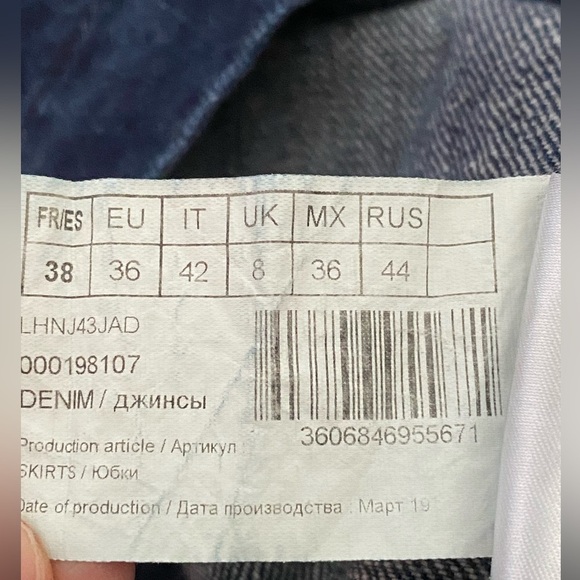 FR/ES EU IT UK MX RUS
38 36 42 8 36 44
LHNJ43JAD
000198107
DENIM / джинсы
3606846955671
Production article / Артикул
SKIRTS / Юбки
Date of production / Дата производства : Март 19